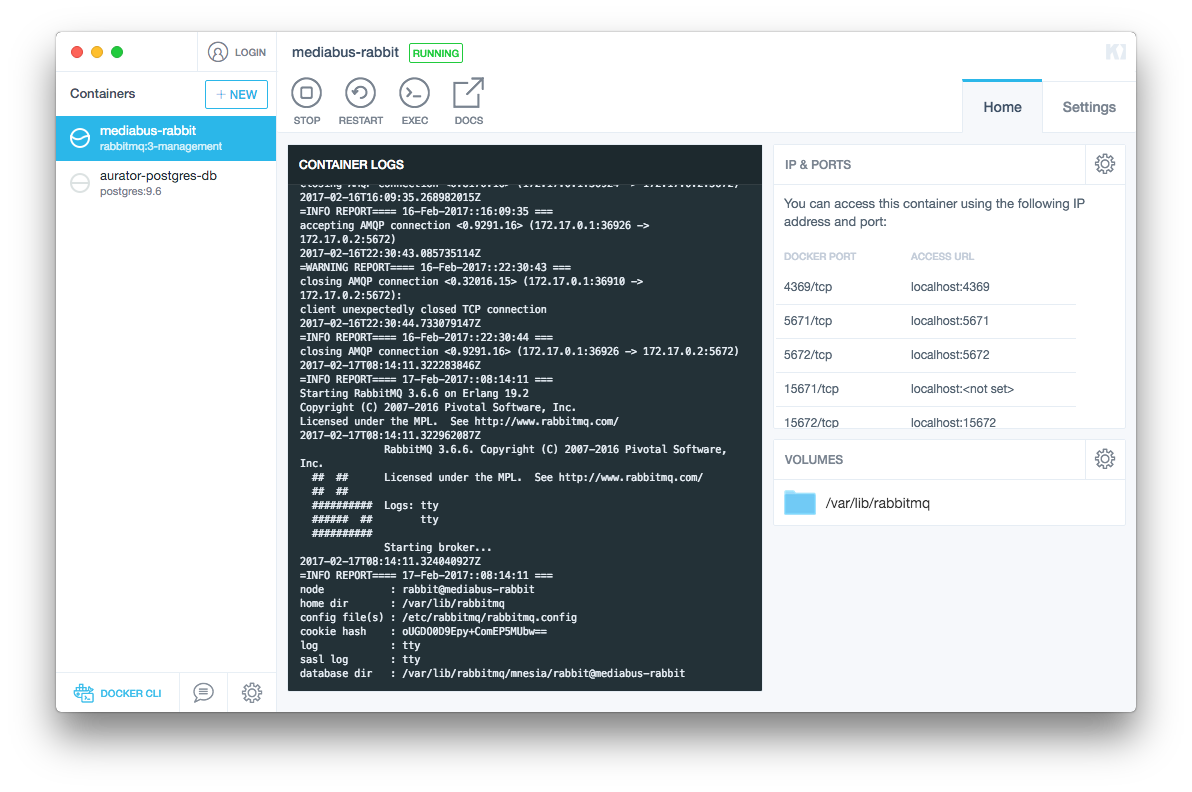 LOGIN
Containers
+ NEW
mediabus-rabbit
rabbitmq:3-management
aurator-postgres-db
postgres:9.6
DOCKER CLI
mediabus-rabbit RUNNING
STOP RESTART EXEC DOCS
Home Settings
CONTAINER LOGS
closing AMQP connection
2017-02-16T16:09:35.268982015Z
=INFO REPORT==== 16-Feb-2017::16:09:35 ===
accepting AMQP connection <0.9291.16> (172.17.0.1:36926 ->
172.17.0.2:5672)
2017-02-16T22:30:43.085735114Z
=WARNING REPORT==== 16-Feb-2017::22:30:43 ===
closing AMQP connection <0.32016.15> (172.17.0.1:36910 ->
172.17.0.2:5672):
client unexpectedly closed TCP connection
2017-02-16T22:30:44.733079147Z
=INFO REPORT==== 16-Feb-2017::22:30:44 ===
closing AMQP connection <0.9291.16> (172.17.0.1:36926 -> 172.17.0.2:5672)
2017-02-17T08:14:11.322283846Z
=INFO REPORT==== 17-Feb-2017::08:14:11 ===
Starting RabbitMQ 3.6.6 on Erlang 19.2
Copyright (C) 2007-2016 Pivotal Software, Inc.
Licensed under the MPL.  See http://www.rabbitmq.com/
2017-02-17T08:14:11.322962087Z
RabbitMQ 3.6.6. Copyright (C) 2007-2016 Pivotal Software,
Inc.
##  ##      Licensed under the MPL.  See http://www.rabbitmq.com/
##  ##
##########  Logs: tty
######  ##        tty
##########
Starting broker...
2017-02-17T08:14:11.324040927Z
=INFO REPORT==== 17-Feb-2017::08:14:11 ===
node           : rabbit@mediabus-rabbit
home dir       : /var/lib/rabbitmq
config file(s) : /etc/rabbitmq/rabbitmq.config
cookie hash    : oUGDO0D9Epy+ComEP5MUbw==
log            : tty
sasl log       : tty
database dir   : /var/lib/rabbitmq/mnesia/rabbit@mediabus-rabbit
IP & PORTS
You can access this container using the following IP
address and port:
DOCKER PORT ACCESS URL
4369/tcp localhost:4369
5671/tcp localhost:5671
5672/tcp localhost:5672
15671/tcp localhost:<not set>
15672/tcp localhost:15672
VOLUMES
/var/lib/rabbitmq